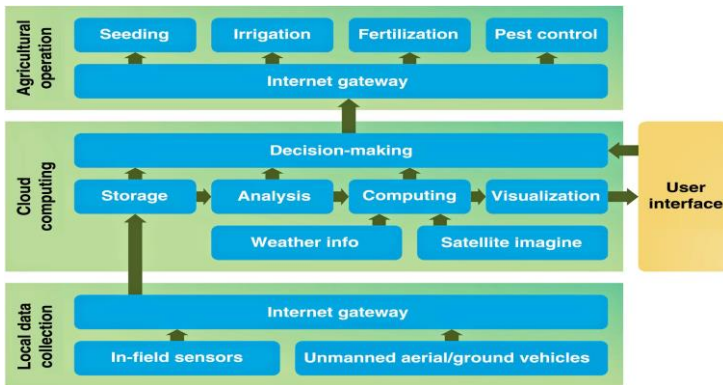 Agricultural
operation
Seeding
Irrigation
Fertilization
Pest control
Internet gateway
Cloud
computing
Decision-making
Storage
Analysis
Computing
Visualization
Weather info
Satellite imagine
User
interface
Local data
collection
Internet gateway
In-field sensors
Unmanned aerial/ground vehicles